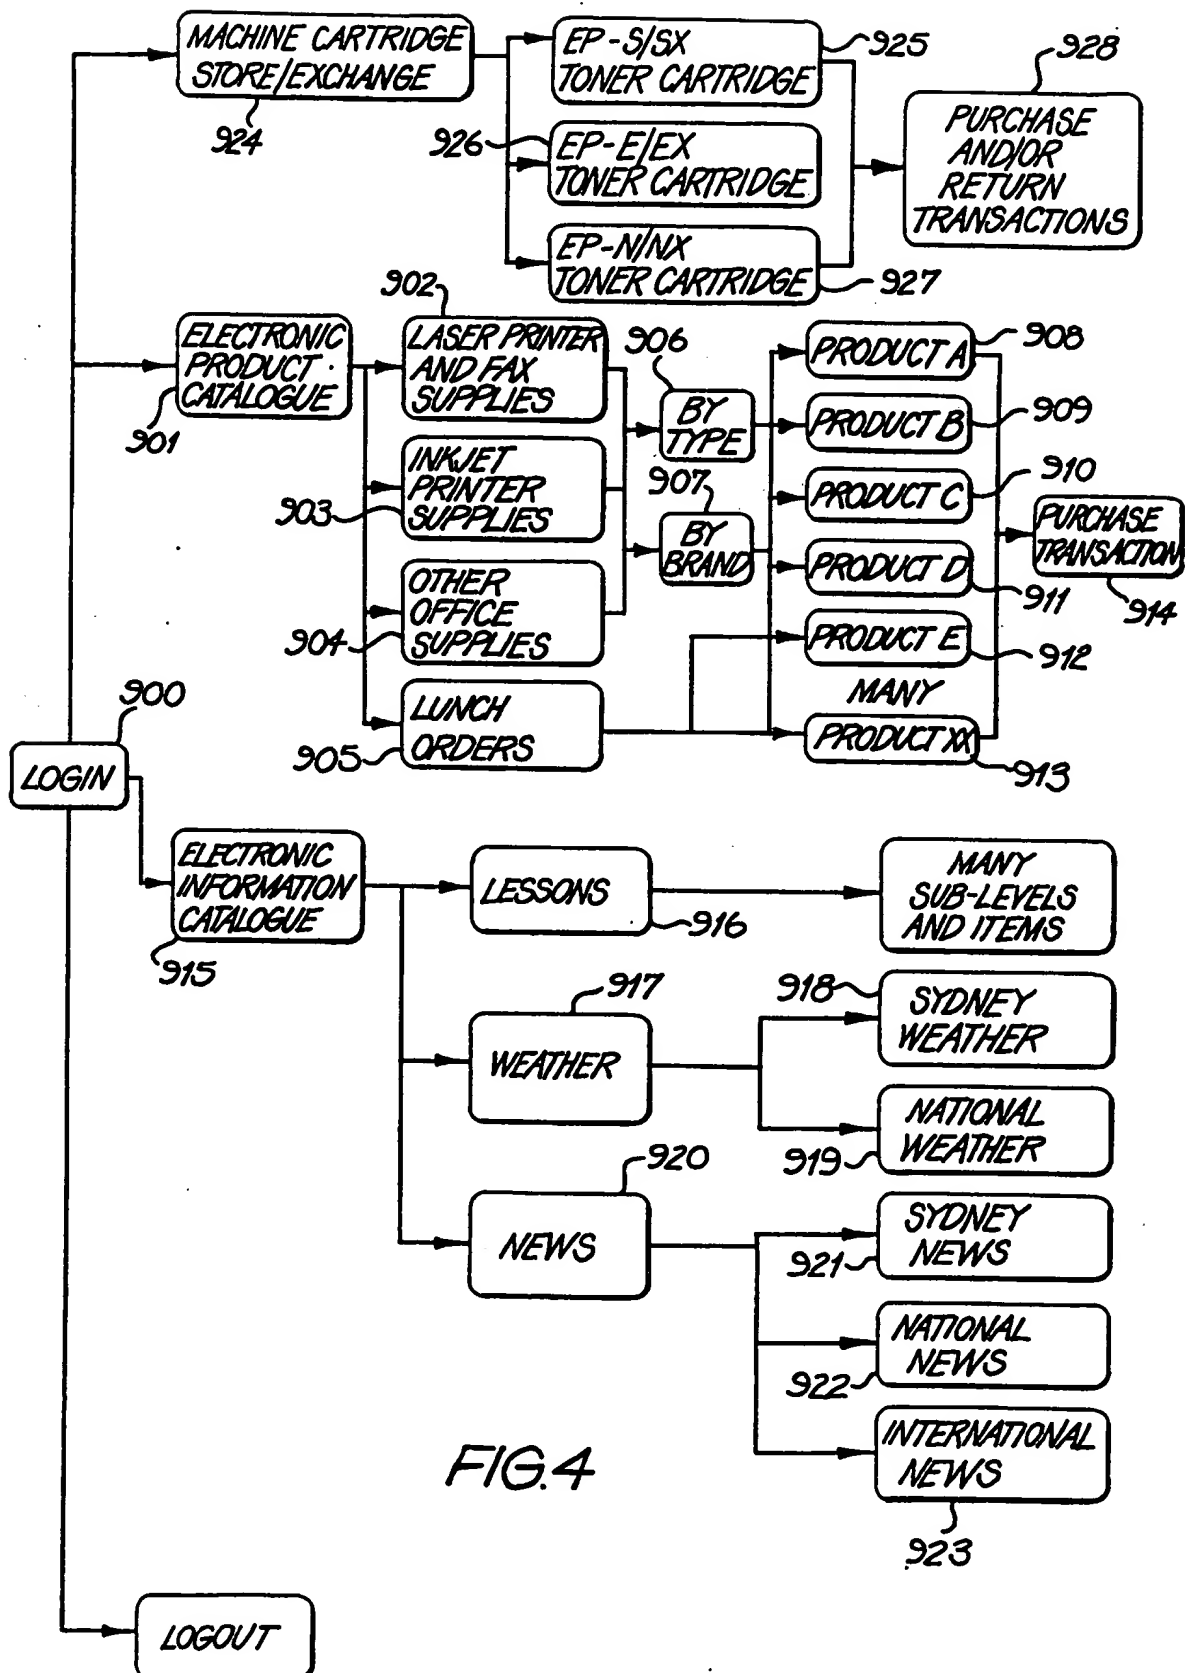 MACHINE CARTRIDGE
STORE/EXCHANGE
924
EP-S/SX
TONER CARTRIDGE
925
926
EP-E/EX
TONER CARTRIDGE
EP-N/NX
TONER CARTRIDGE
927
928
PURCHASE
AND/OR
RETURN
TRANSACTIONS
ELECTRONIC
PRODUCT
CATALOGUE
901
902
LASER PRINTER
AND FAX
SUPPLIES
INKJET
PRINTER
SUPPLIES
903
OTHER
OFFICE
SUPPLIES
904
LUNCH
ORDERS
905
906
BY
TYPE
907
BY
BRAND
PRODUCT A
908
PRODUCT B
909
PRODUCT C
910
PRODUCT D
911
PRODUCT E
912
MANY
PRODUCT XX
913
PURCHASE
TRANSACTION
914
900
LOGIN
ELECTRONIC
INFORMATION
CATALOGUE
915
LESSONS
916
MANY
SUB-LEVELS
AND ITEMS
917
WEATHER
918
SYDNEY
WEATHER
NATIONAL
WEATHER
919
920
NEWS
SYDNEY
NEWS
921
NATIONAL
NEWS
922
INTERNATIONAL
NEWS
923
FIG.4
LOGOUT